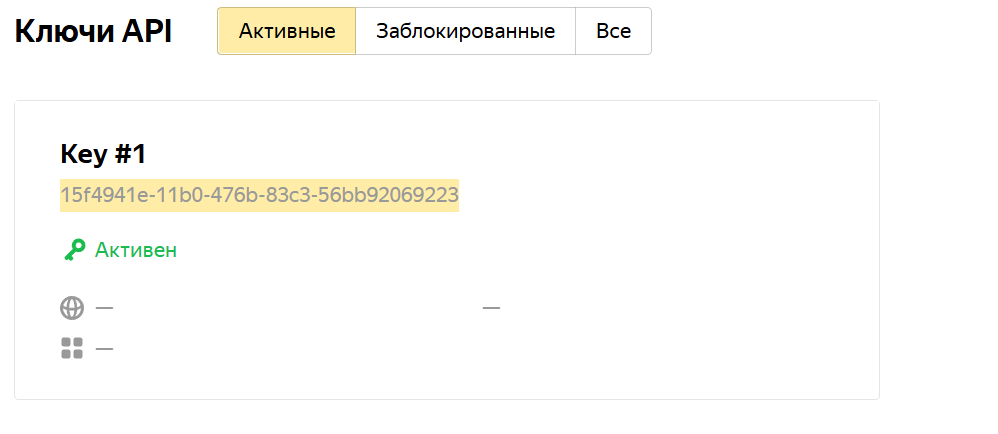 Ключи API
Активные
Заблокированные
Все
Key #1
15f4941e-11b0-476b-83c3-56bb92069223
Активен
—
—
—